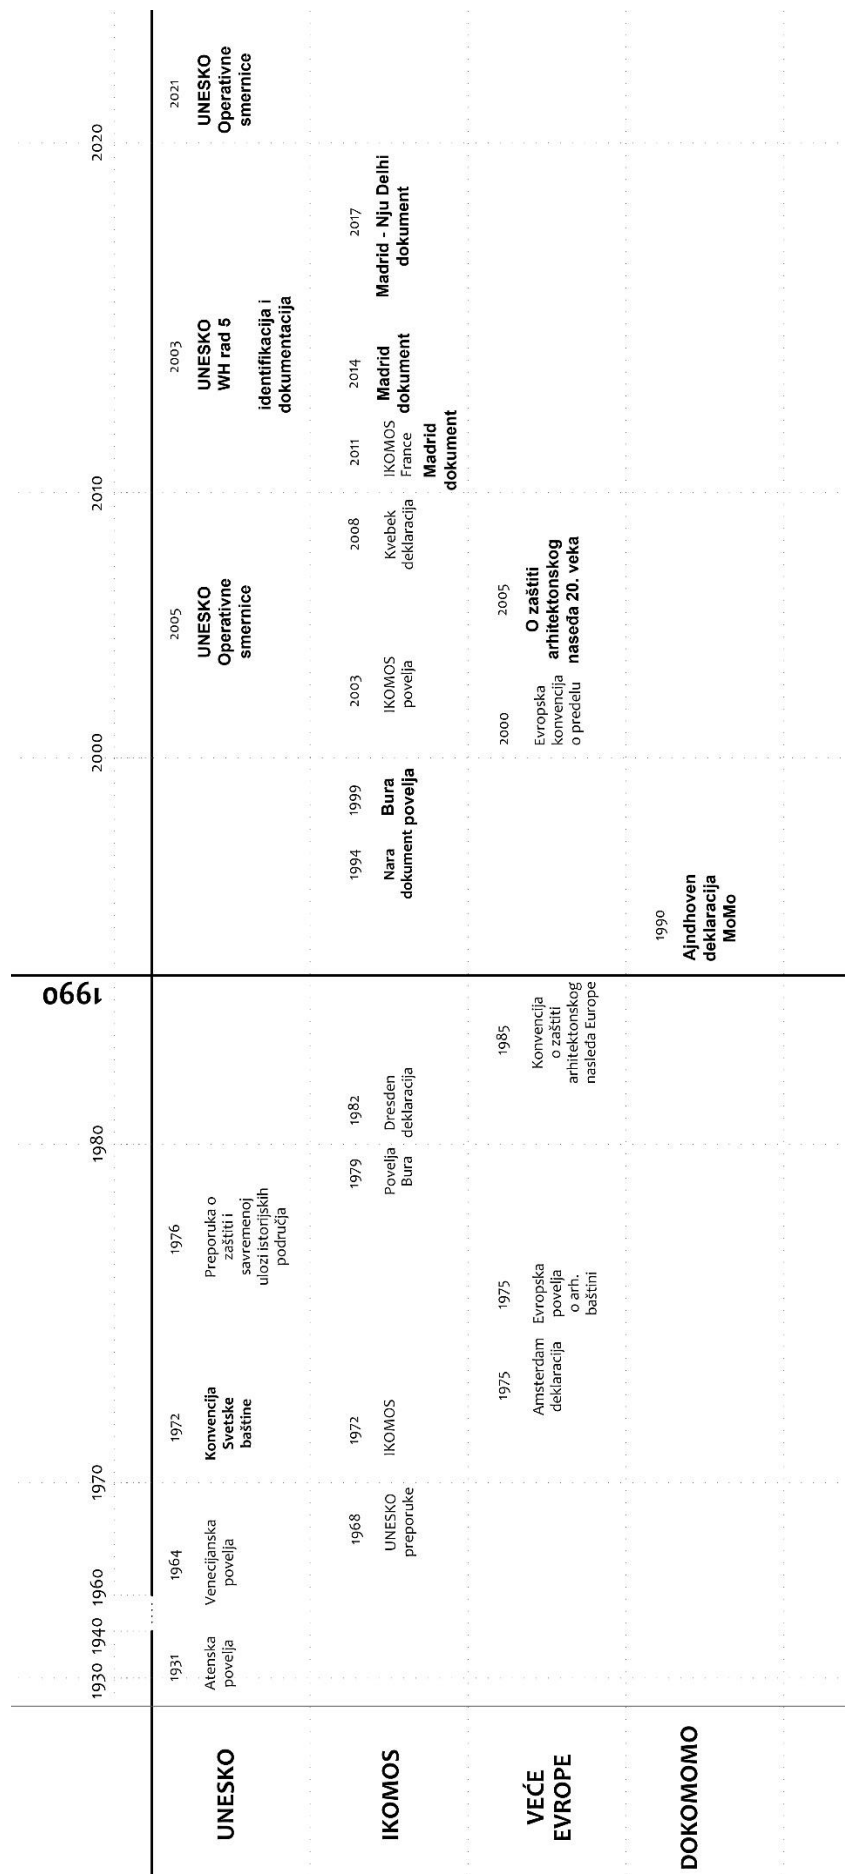 1930
1940
1960
1970
1980
1990
2000
2010
2020
UNESKO
1931
Atenska
povelja
1964
Venecijanska
povelja
1972
Konvencija
Svetske
baštine
1976
Preporuka o
zaštiti i
savremenoj
ulozi istorijskih
područja
2005
UNESKO
Operativne
smernice
2003
UNESKO
WH rad 5
identifikacija i
dokumentacija
2021
UNESKO
Operativne
smernice
IKOMOS
1968
UNESKO
preporuke
1972
IKOMOS
1979
Povelja
Bura
1982
Dresden
deklaracija
1994
Nara
dokument
1999
Bura
povelja
2003
IKOMOS
povelja
2008
Kvebek
deklaracija
2011
IKOMOS
France
Madrid
dokument
2014
Madrid
dokument
2017
Madrid - Nju Delhi
dokument
VEĆE
EVROPE
1975
Amsterdam
deklaracija
1975
Evropska
povelja
o arh.
baštini
1985
Konvencija
o zaštiti
arhitektonskog
nasleđa Europe
2000
Evropska
konvencija
o predelu
2005
O zaštiti
arhitektonskog
naseđa 20. veka
DOKOMOMO
1990
Ajndhoven
deklaracija
MoMo